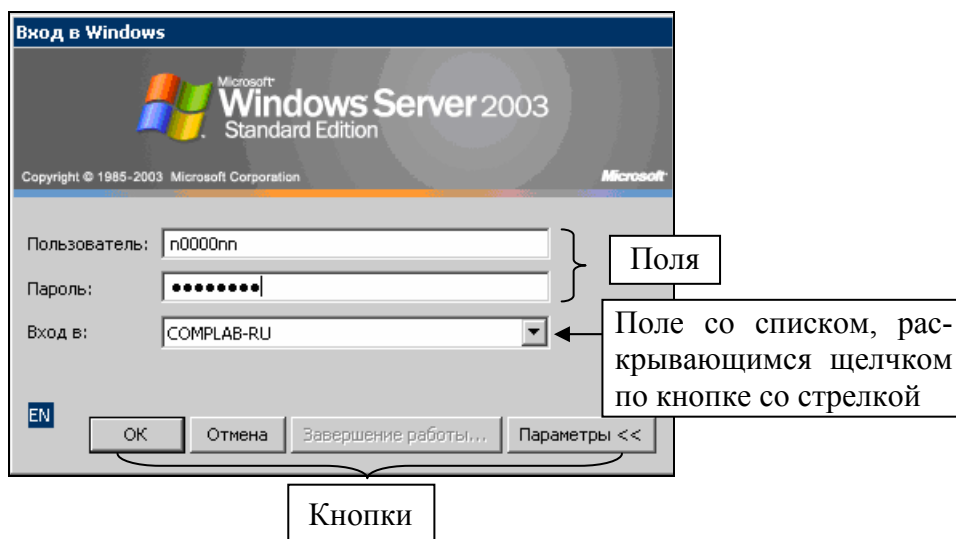 Вход в Windows
Microsoft
Windows Server 2003
Standard Edition
Copyright © 1985-2003 Microsoft Corporation
Microsoft
Пользователь: n0000nn
Пароль: ●●●●●●●●
Вход в: COMPLAB-RU
Поля
Поле со списком, рас-
крывающимся щелчком
по кнопке со стрелкой
EN
ОК Отмена Завершение работы... Параметры <<
Кнопки